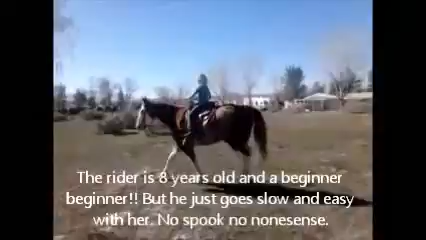 The rider is 8 years old and a beginner
beginner!! But he just goes slow and easy
with her. No spook no nonesense.